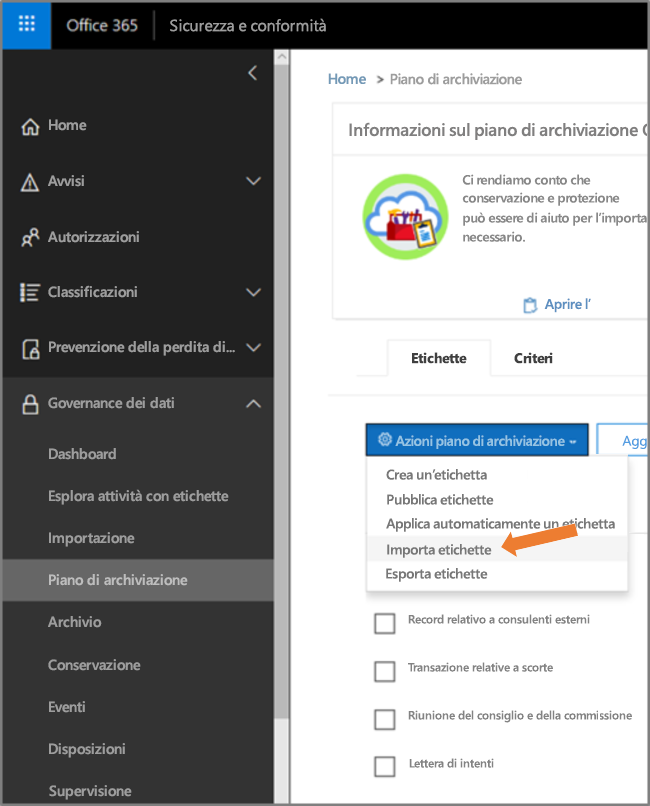 Office 365 Sicurezza e conformità
Home > Piano di archiviazione
Informazioni sul piano di archiviazione
Ci rendiamo conto che
conservazione e protezione
può essere di aiuto per l'importa
necessario.
Aprire l'
Home
Avvisi
Autorizzazioni
Classificazioni
Prevenzione della perdita di...
Governance dei dati
Dashboard
Esplora attività con etichette
Importazione
Piano di archiviazione
Archivio
Conservazione
Eventi
Disposizioni
Supervisione
Etichette Criteri
Azioni piano di archiviazione Agg
Crea un'etichetta
Pubblica etichette
Applica automaticamente un etichetta
Importa etichette
Esporta etichette
Record relativo a consulenti esterni
Transazione relative a scorte
Riunione del consiglio e della commissione
Lettera di intenti